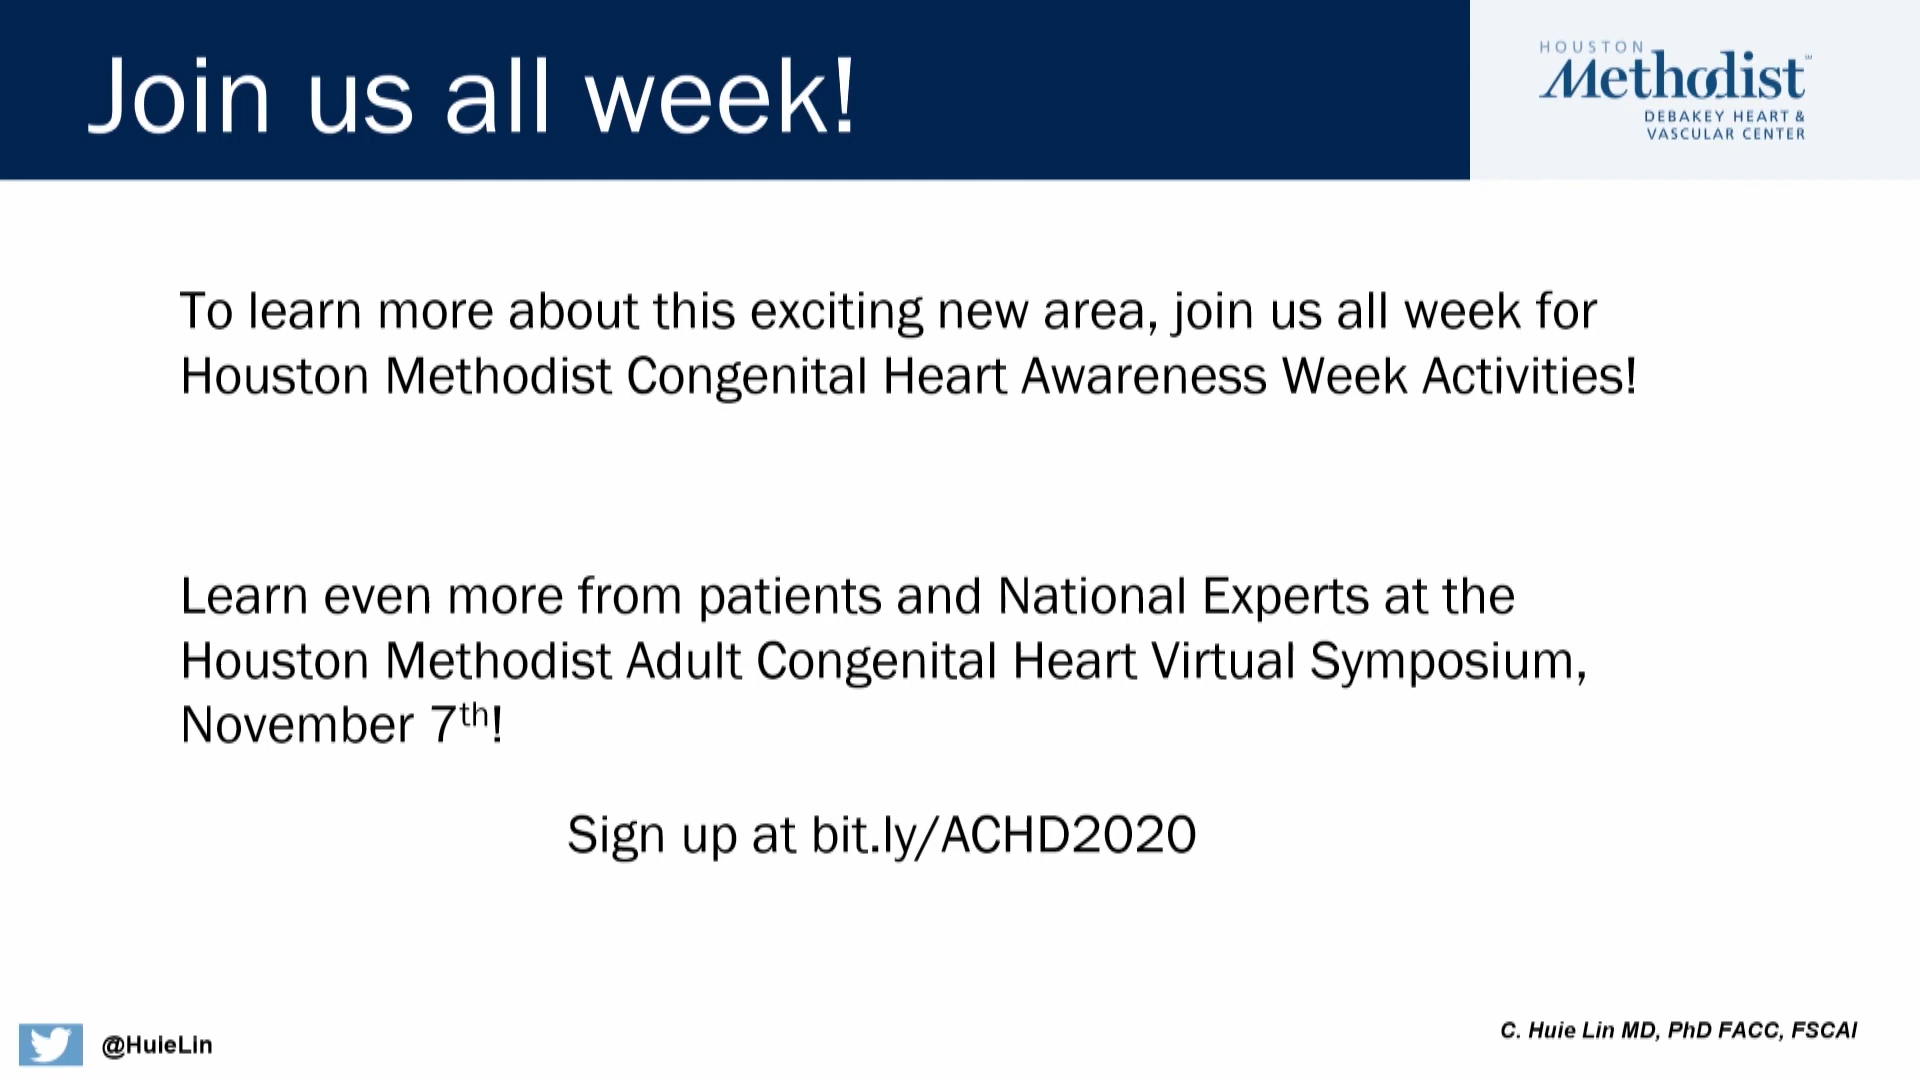 Join us all week!
HOUSTON
Methodist
DEBAKEY HEART &
VASCULAR CENTER
To learn more about this exciting new area, join us all week for
Houston Methodist Congenital Heart Awareness Week Activities!
Learn even more from patients and National Experts at the
Houston Methodist Adult Congenital Heart Virtual Symposium,
November 7th!
Sign up at bit.ly/ACHD2020
@HuieLin
C. Huie Lin MD, PhD FACC, FSCAI